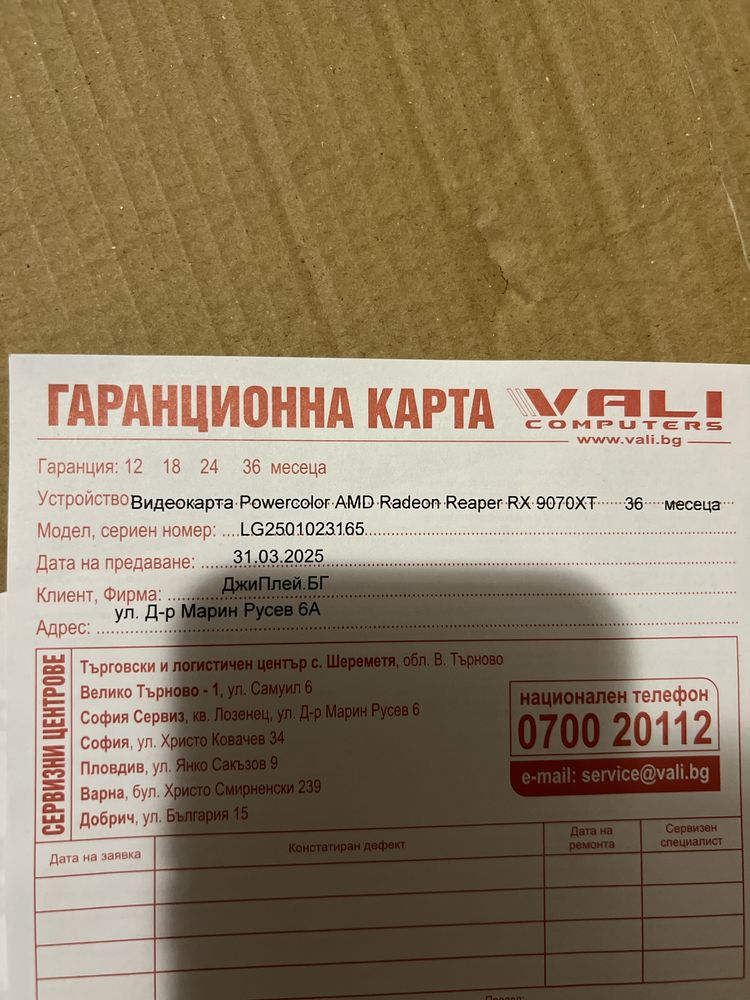 ГАРАНЦИОННА КАРТА
VALI
COMPUTERS
www.vali.bg
Гаранция: 12 18 24 36 месеца
Устройство Видеокарта Powercolor AMD Radeon Reaper RX 9070XT 36 месеца
Модел, сериен номер: LG2501023165
Дата на предаване: 31.03.2025
Клиент, Фирма: ДжиПлей.БГ
Адрес: ул. Д-р Марин Русев 6А
СЕРВИЗНИ ЦЕНТРОВЕ
Търговски и логистичен център с. Шереметя, обл. В. Търново
Велико Търново - 1, ул. Самуил 6
София Сервиз, кв. Лозенец, ул. Д-р Марин Русев 6
София, ул. Христо Ковачев 34
Пловдив, ул. Янко Сакъзов 9
Варна, бул. Христо Смирненски 239
Добрич, ул. България 15
национален телефон
0700 20112
e-mail: service@vali.bg
Дата на заявка
Констатиран дефект
Дата на ремонта
Сервизен специалист